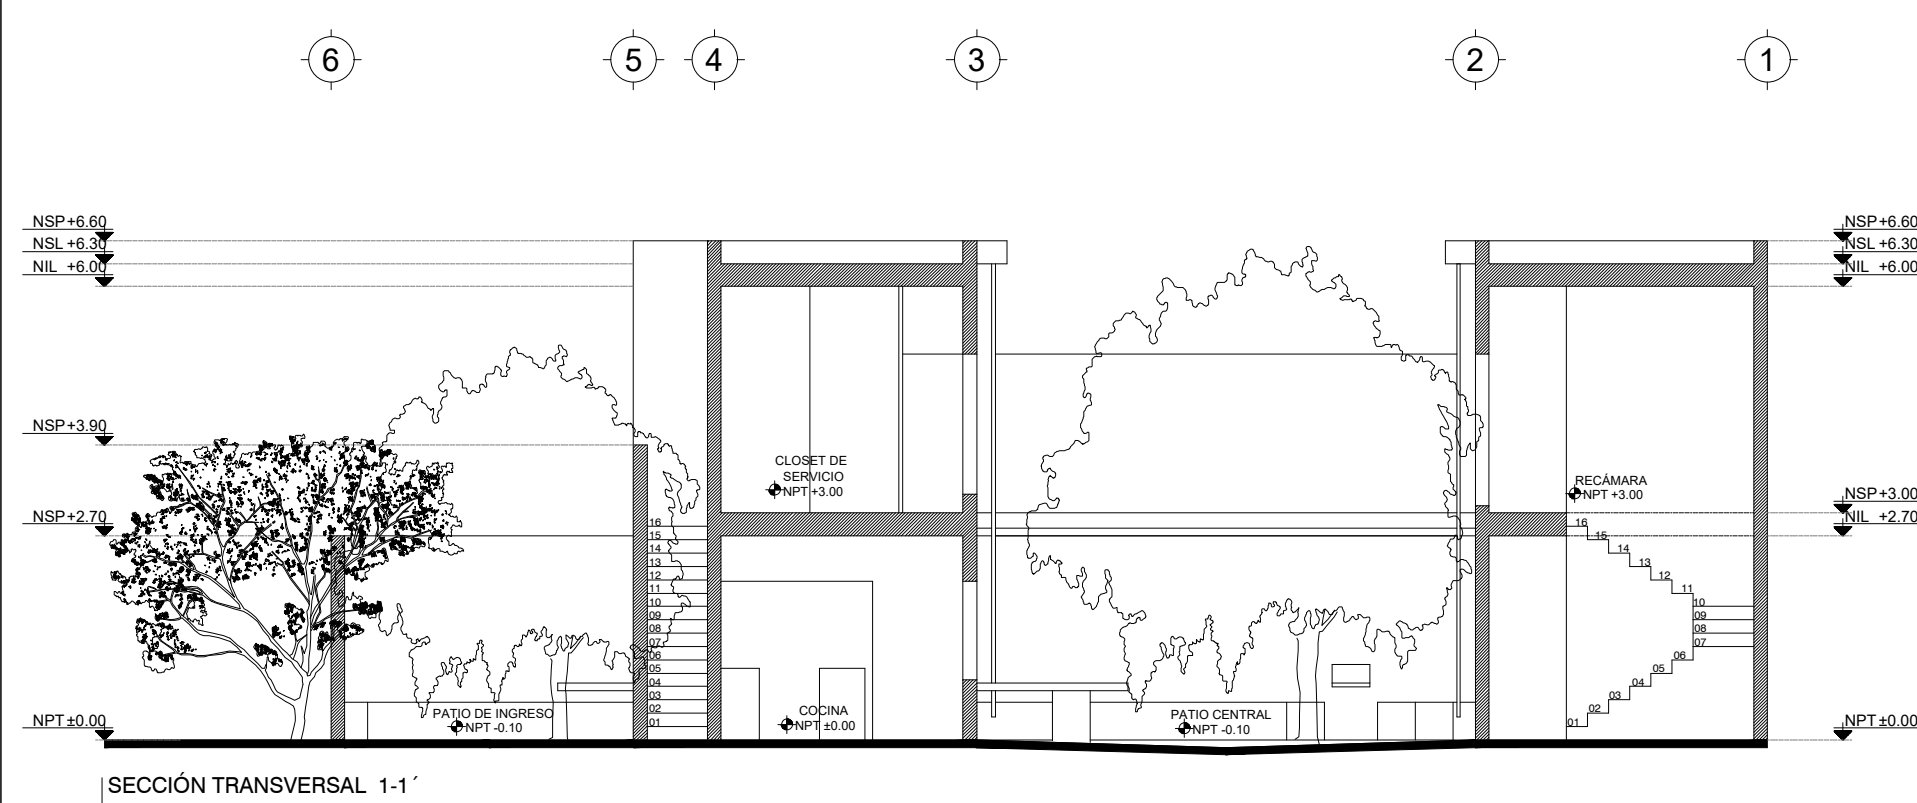 6
5
4
3
2
1
NSP+6.60
NSL +6.30
NIL +6.00
NSP+6.60
NSL +6.30
NIL +6.00
NSP+3.90
NSP+2.70
NPT ±0.00
CLOSET DE
SERVICIO
NPT +3.00
RECÁMARA
NPT +3.00
NSP+3.00
NIL +2.70
NPT ±0.00
16
15
14
13
12
11
10
09
08
07
06
05
04
03
02
01
16
15
14
13
12
11
10
09
08
07
06
05
04
03
02
01
PATIO DE INGRESO
NPT -0.10
COCINA
NPT ±0.00
PATIO CENTRAL
NPT -0.10
SECCIÓN TRANSVERSAL 1-1´